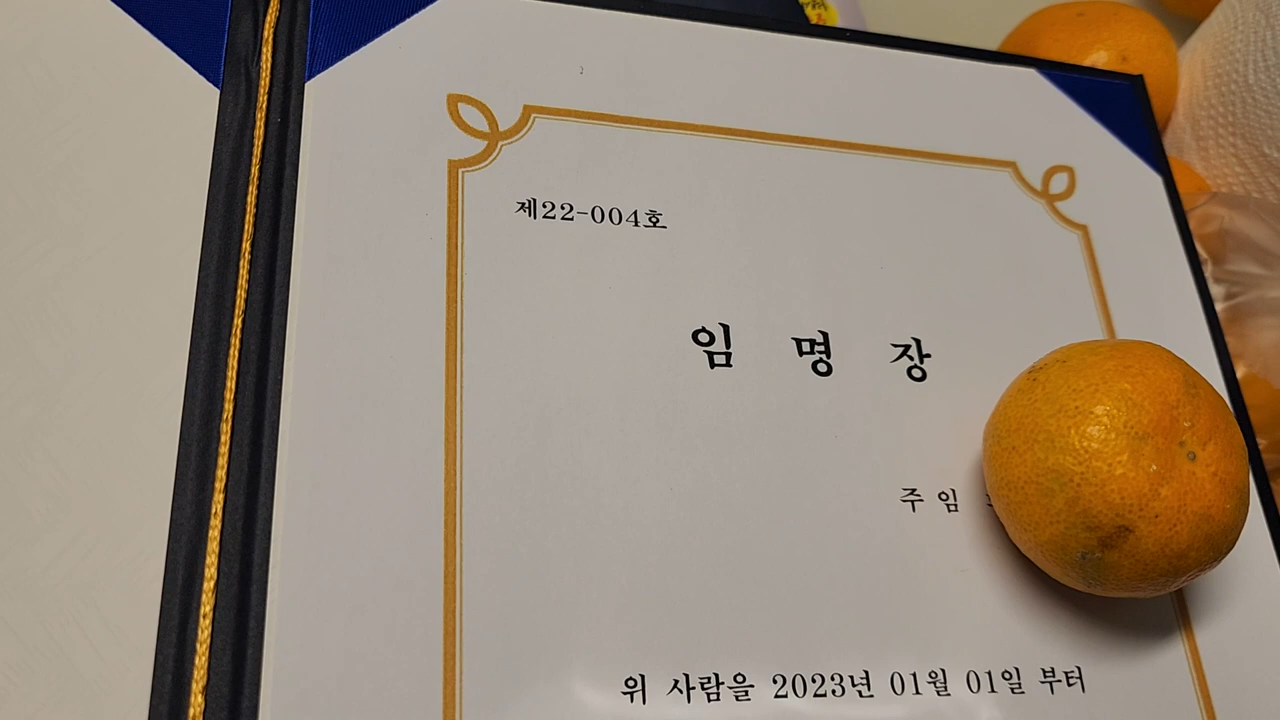 제22-004호
임 명 장
주 임
위 사람을 2023년 01월 01일 부터